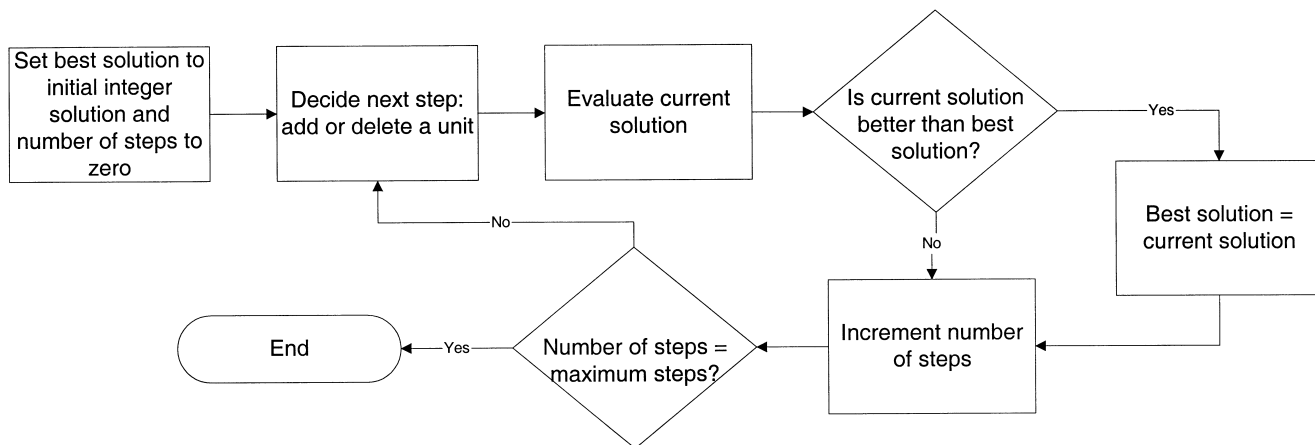 Set best solution to
initial integer
solution and
number of steps to
zero
Decide next step:
add or delete a unit
Evaluate current
solution
Is current solution
better than best
solution?
Yes
Best solution =
current solution
No
Increment number
of steps
Number of steps =
maximum steps?
No
Yes
End